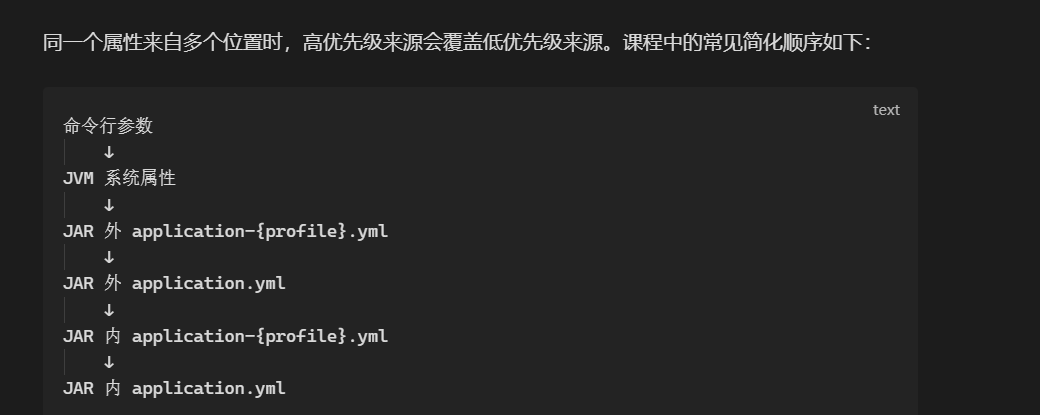 同一个属性来自多个位置时，高优先级来源会覆盖低优先级来源。课程中的常见简化顺序如下：
text
命令行参数
↓
JVM 系统属性
↓
JAR 外 application-{profile}.yml
↓
JAR 外 application.yml
↓
JAR 内 application-{profile}.yml
↓
JAR 内 application.yml